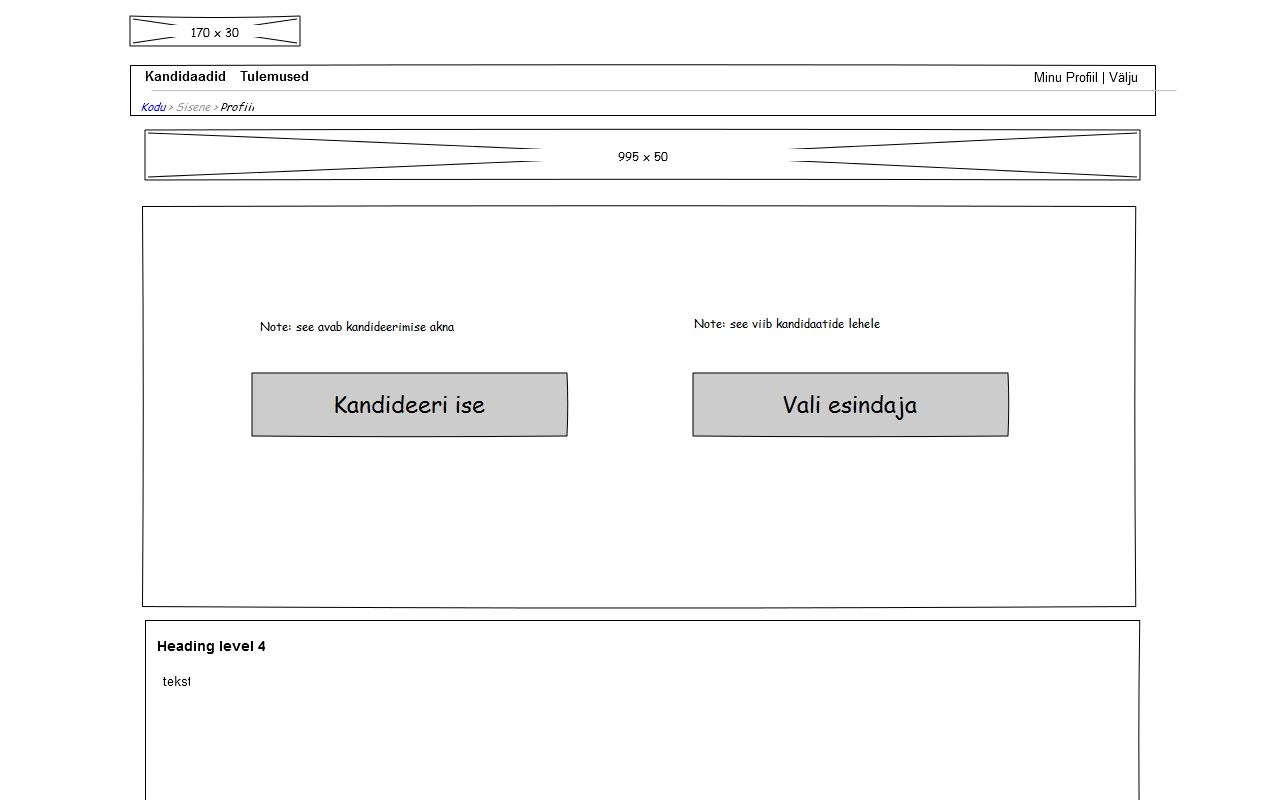 170 x 30
Kandidaadid Tulemused Minu Profiil | Välju
Kodu > Sisene > Profiil
995 x 50
Note: see avab kandideerimise akna
Note: see viib kandidaatide lehele
Kandideeri ise
Vali esindaja
Heading level 4
tekst